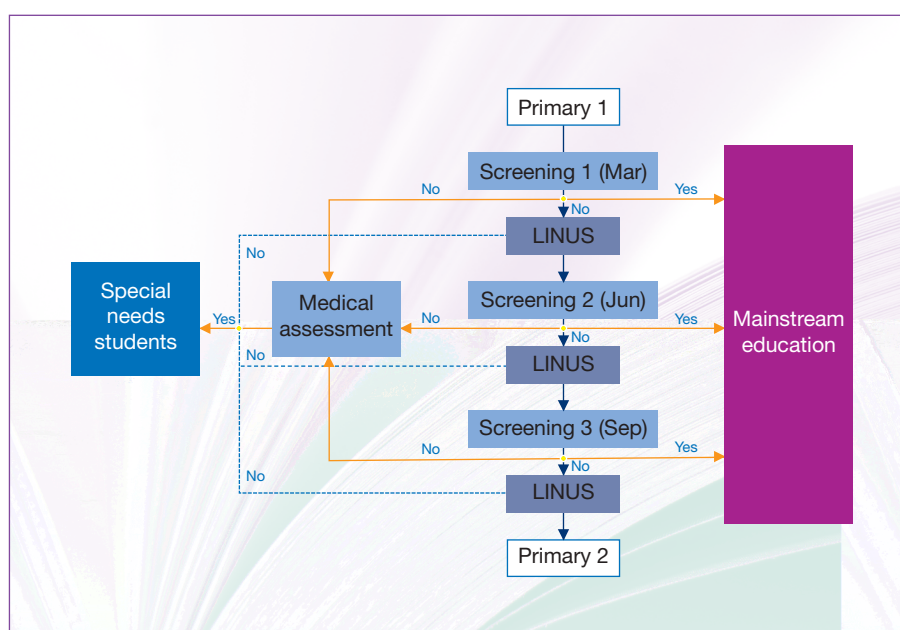 Primary 1
Screening 1 (Mar)
No
Yes
No
LINUS
No
Special
needs
students
Yes
Medical
assessment
No
Screening 2 (Jun)
Yes
No
Mainstream
education
No
LINUS
Screening 3 (Sep)
No
Yes
No
No
LINUS
Primary 2